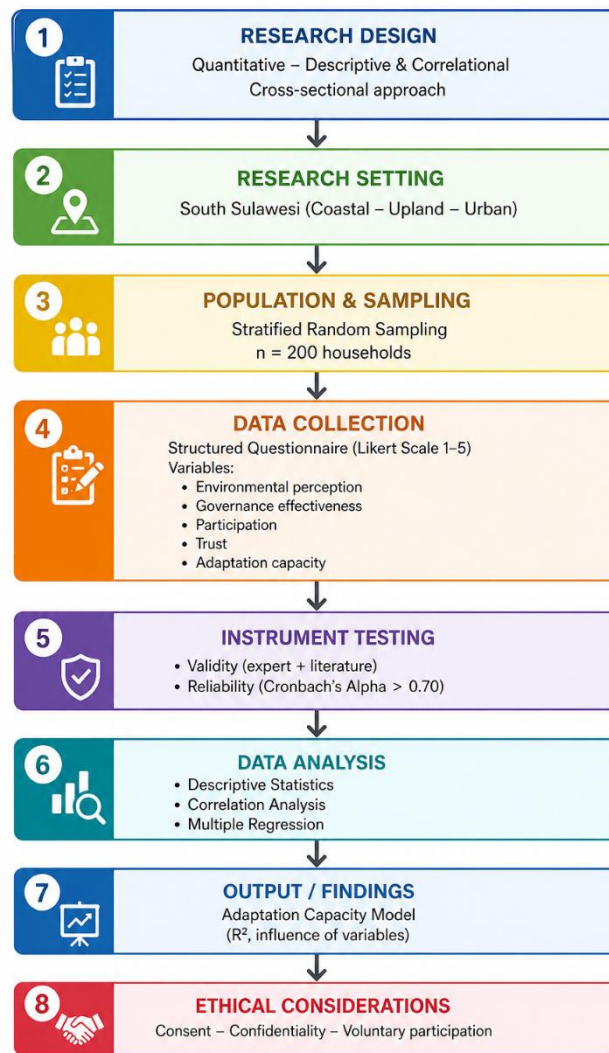 1
RESEARCH DESIGN
Quantitative – Descriptive & Correlational
Cross-sectional approach
2
RESEARCH SETTING
South Sulawesi (Coastal – Upland – Urban)
3
POPULATION & SAMPLING
Stratified Random Sampling
n = 200 households
4
DATA COLLECTION
Structured Questionnaire (Likert Scale 1–5)
Variables:
• Environmental perception
• Governance effectiveness
• Participation
• Trust
• Adaptation capacity
5
INSTRUMENT TESTING
• Validity (expert + literature)
• Reliability (Cronbach's Alpha > 0.70)
6
DATA ANALYSIS
• Descriptive Statistics
• Correlation Analysis
• Multiple Regression
7
OUTPUT / FINDINGS
Adaptation Capacity Model
(R², influence of variables)
8
ETHICAL CONSIDERATIONS
Consent – Confidentiality – Voluntary participation